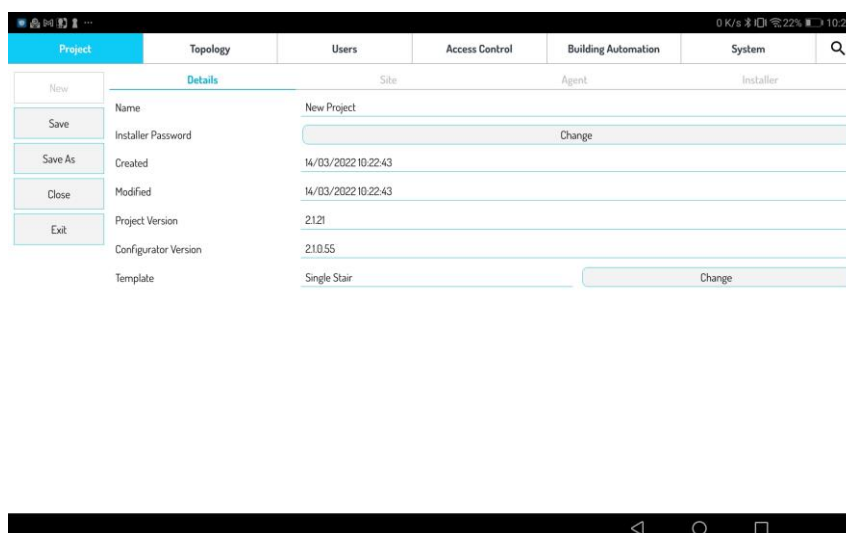 0 K/s 22% 10:2
Project Topology Users Access Control Building Automation System
New Details Site Agent Installer
Save
Save As
Close
Exit
Name New Project
Installer Password Change
Created 14/03/2022 10:22:43
Modified 14/03/2022 10:22:43
Project Version 2.1.21
Configurator Version 2.1.0.55
Template Single Stair Change